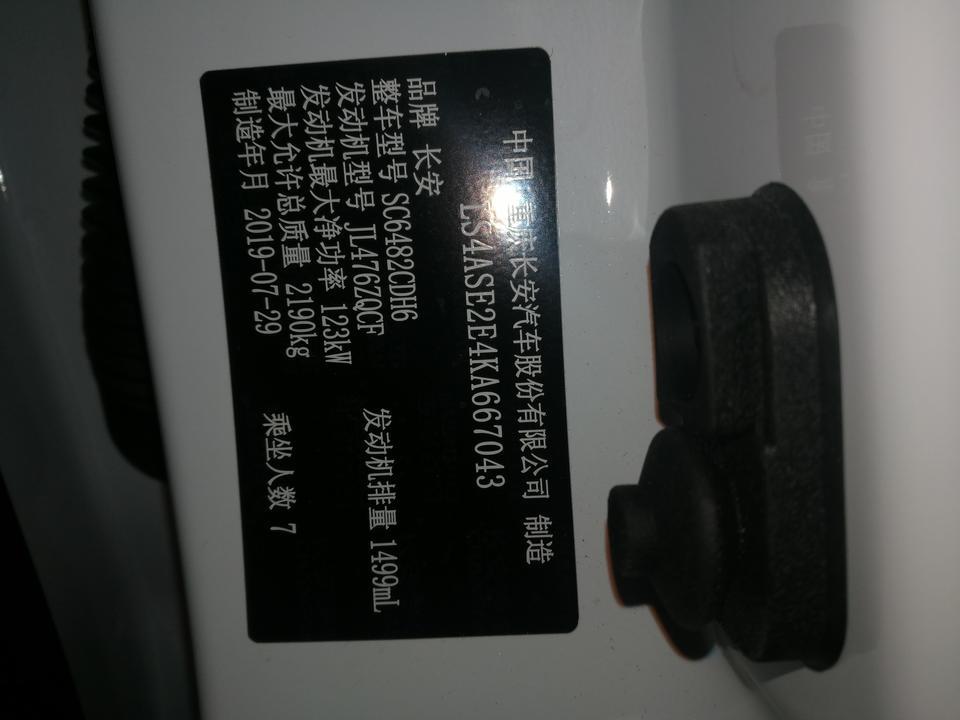 中国 重庆长安汽车股份有限公司 制造
LS4ASE2E4KA667043
品牌 长安
整车型号 SC6482CDH6
发动机型号 JL476ZQCF 发动机排量 1499mL
发动机最大净功率 123kW
最大允许总质量 2190kg 乘坐人数 7
制造年月 2019-07-29